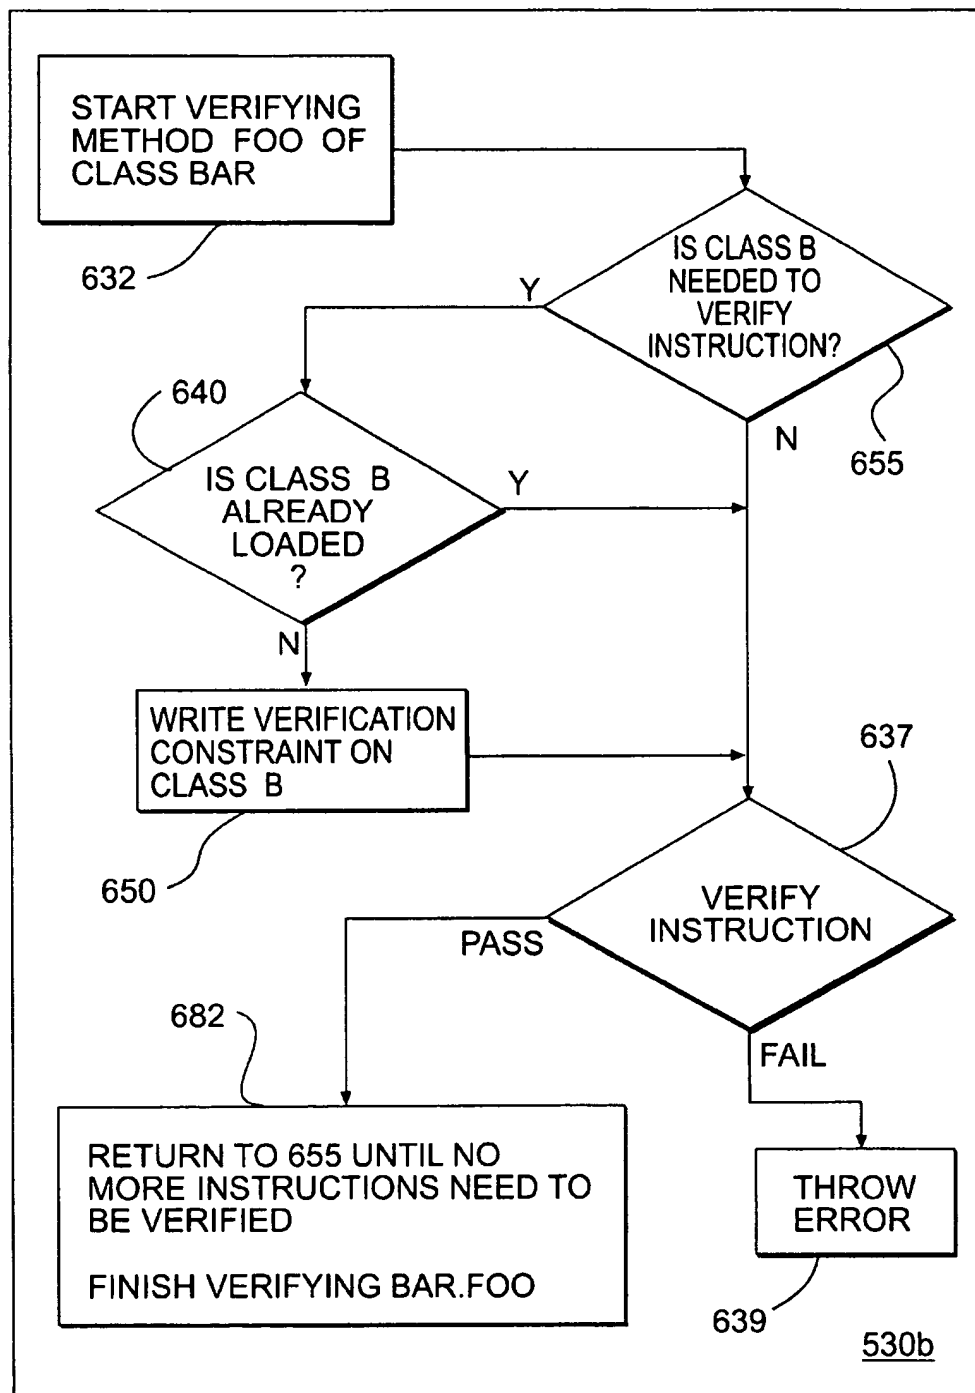 START VERIFYING
METHOD FOO OF
CLASS BAR
632
IS CLASS B
NEEDED TO
VERIFY
INSTRUCTION?
Y
N
655
640
IS CLASS B
ALREADY
LOADED
?
Y
N
WRITE VERIFICATION
CONSTRAINT ON
CLASS B
650
637
VERIFY
INSTRUCTION
PASS
FAIL
682
RETURN TO 655 UNTIL NO
MORE INSTRUCTIONS NEED TO
BE VERIFIED
FINISH VERIFYING BAR.FOO
THROW
ERROR
639
530b